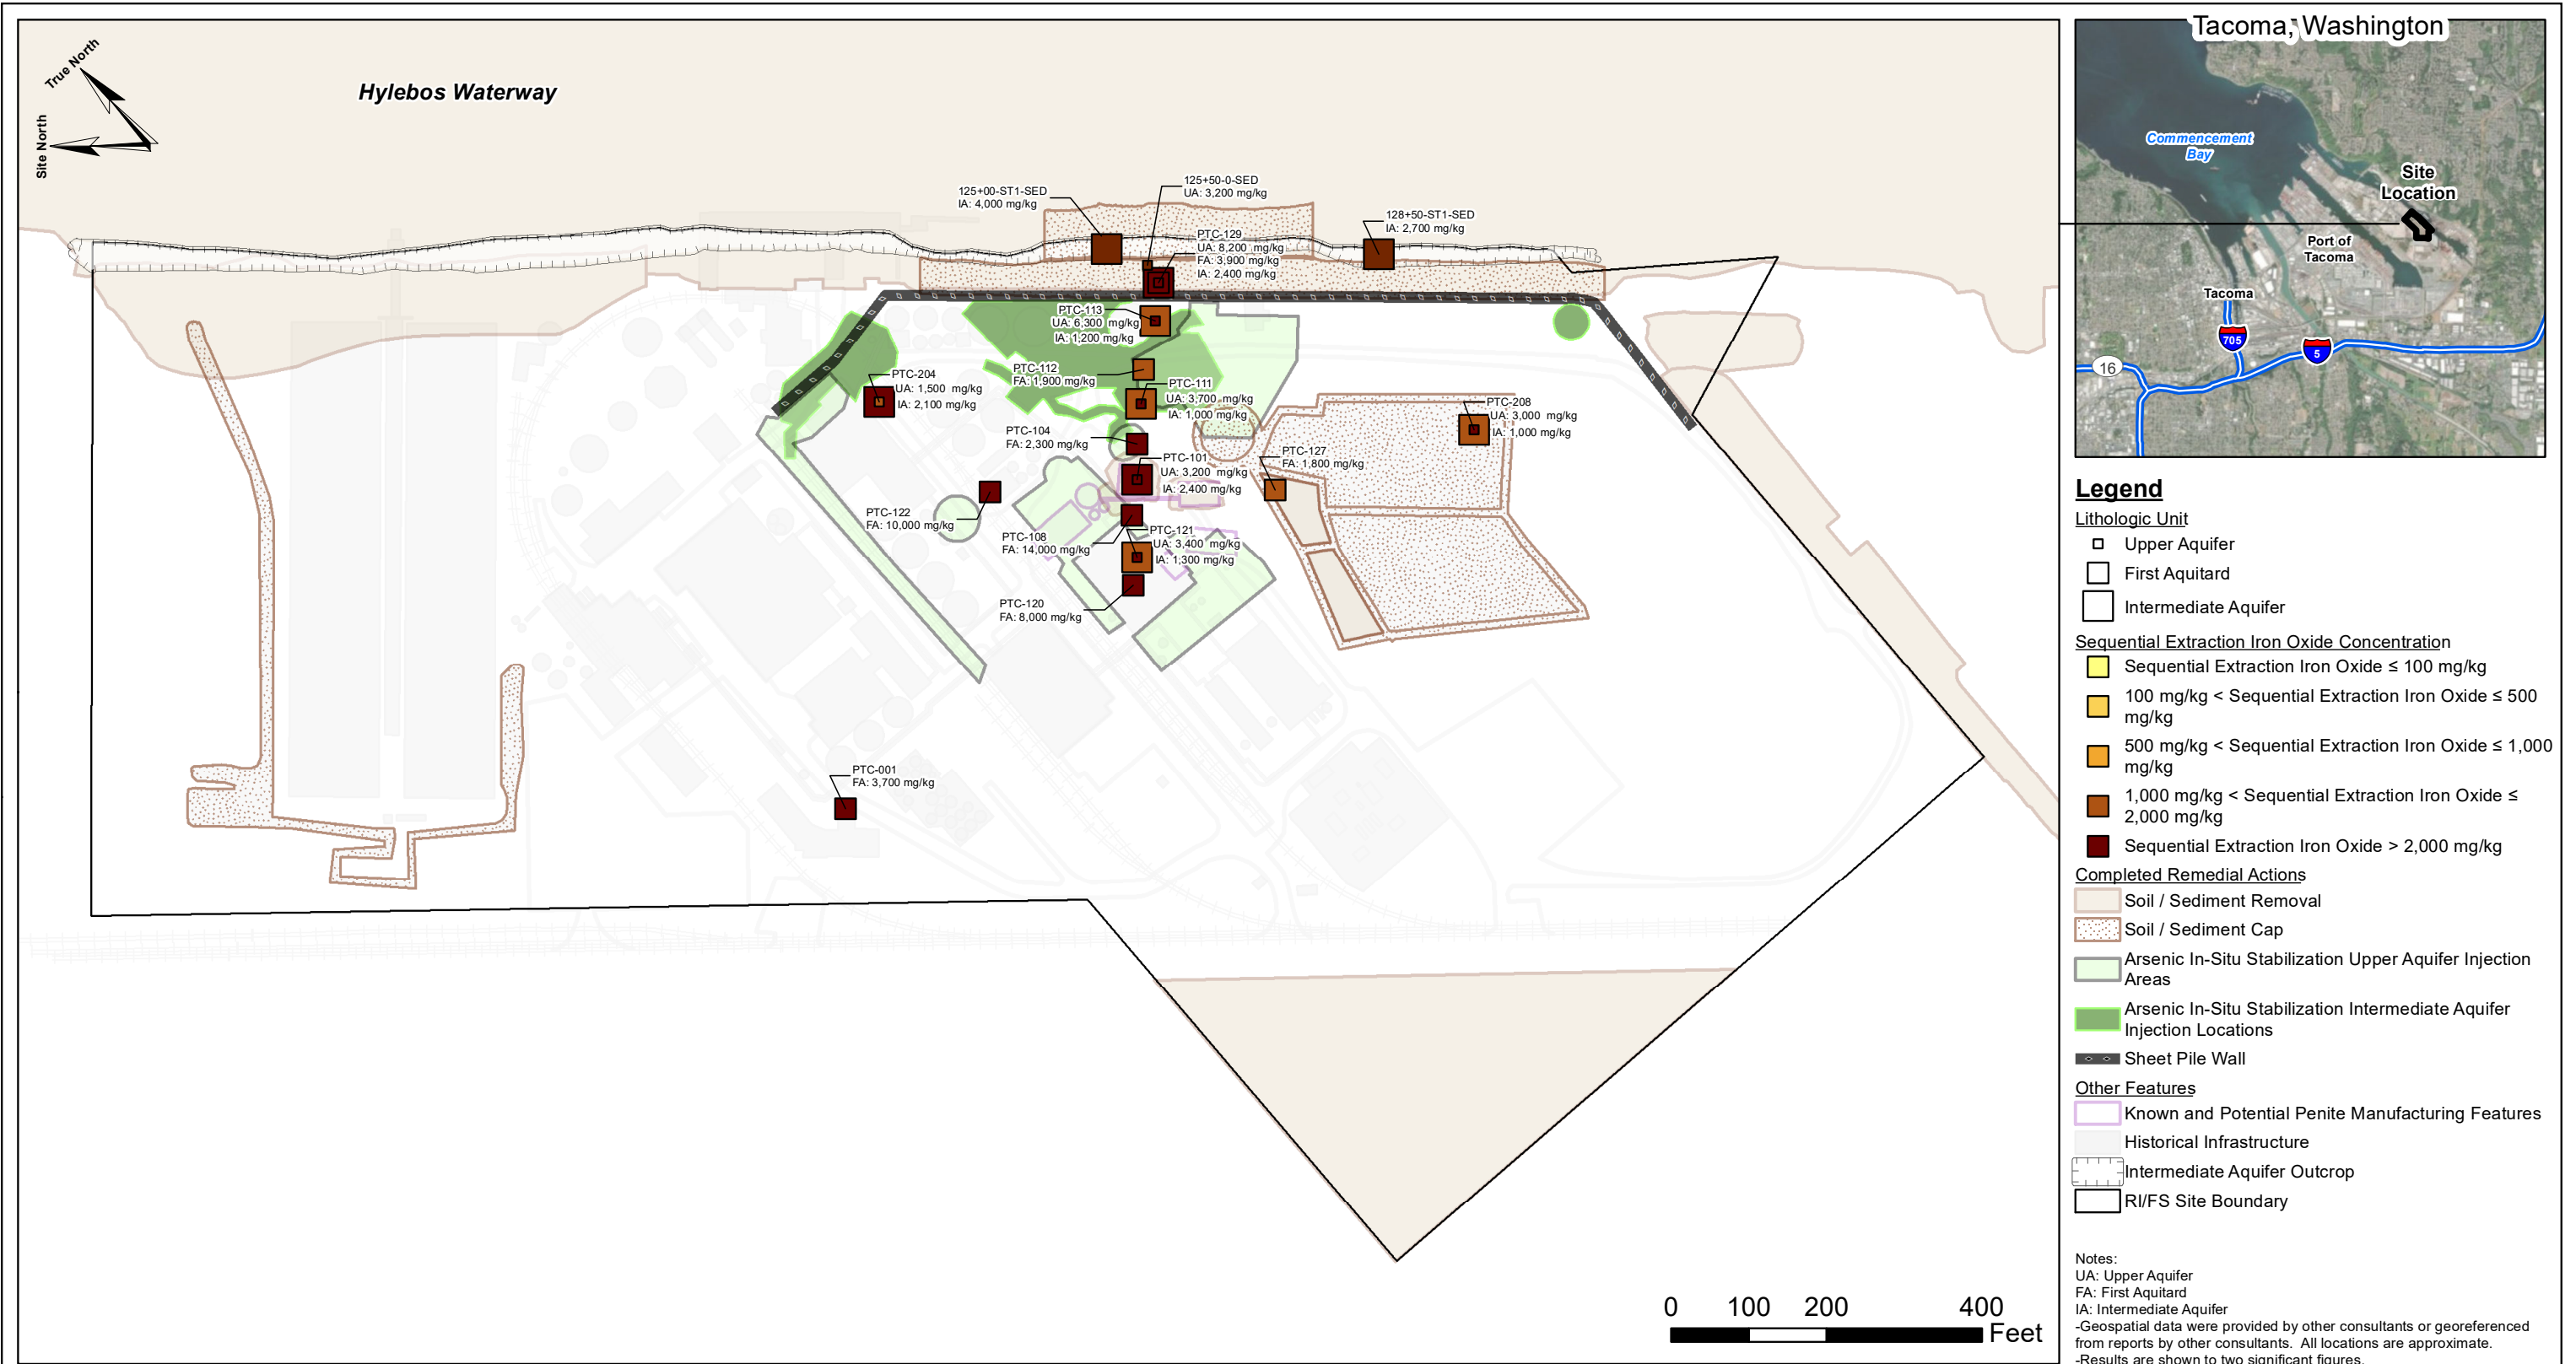 True North
Site North
Hylebos Waterway
125+00-ST1-SED
IA: 4,000 mg/kg
125+50-0-SED
UA: 3,200 mg/kg
128+50-ST1-SED
IA: 2,700 mg/kg
PTC-129
UA: 8,200 mg/kg
FA: 3,900 mg/kg
IA: 2,400 mg/kg
PTC-113
UA: 6,300 mg/kg
IA: 1,200 mg/kg
PTC-112
FA: 1,900 mg/kg
PTC-111
UA: 3,700 mg/kg
IA: 1,000 mg/kg
PTC-204
UA: 1,500 mg/kg
IA: 2,100 mg/kg
PTC-208
UA: 3,000 mg/kg
IA: 1,000 mg/kg
PTC-104
FA: 2,300 mg/kg
PTC-101
UA: 3,200 mg/kg
IA: 2,400 mg/kg
PTC-127
FA: 1,800 mg/kg
PTC-122
FA: 10,000 mg/kg
PTC-108
FA: 14,000 mg/kg
PTC-121
UA: 3,400 mg/kg
IA: 1,300 mg/kg
PTC-120
FA: 8,000 mg/kg
PTC-001
FA: 3,700 mg/kg
0 100 200 400
Feet
Tacoma, Washington
Commencement
Bay
Site
Location
Port of
Tacoma
Tacoma
705
5
16
Legend
Lithologic Unit
Upper Aquifer
First Aquitard
Intermediate Aquifer
Sequential Extraction Iron Oxide Concentration
Sequential Extraction Iron Oxide ≤ 100 mg/kg
100 mg/kg < Sequential Extraction Iron Oxide ≤ 500
mg/kg
500 mg/kg < Sequential Extraction Iron Oxide ≤ 1,000
mg/kg
1,000 mg/kg < Sequential Extraction Iron Oxide ≤
2,000 mg/kg
Sequential Extraction Iron Oxide > 2,000 mg/kg
Completed Remedial Actions
Soil / Sediment Removal
Soil / Sediment Cap
Arsenic In-Situ Stabilization Upper Aquifer Injection
Areas
Arsenic In-Situ Stabilization Intermediate Aquifer
Injection Locations
Sheet Pile Wall
Other Features
Known and Potential Penite Manufacturing Features
Historical Infrastructure
Intermediate Aquifer Outcrop
RI/FS Site Boundary
Notes:
UA: Upper Aquifer
FA: First Aquitard
IA: Intermediate Aquifer
-Geospatial data were provided by other consultants or georeferenced
from reports by other consultants. All locations are approximate.
-Results are shown to two significant figures.